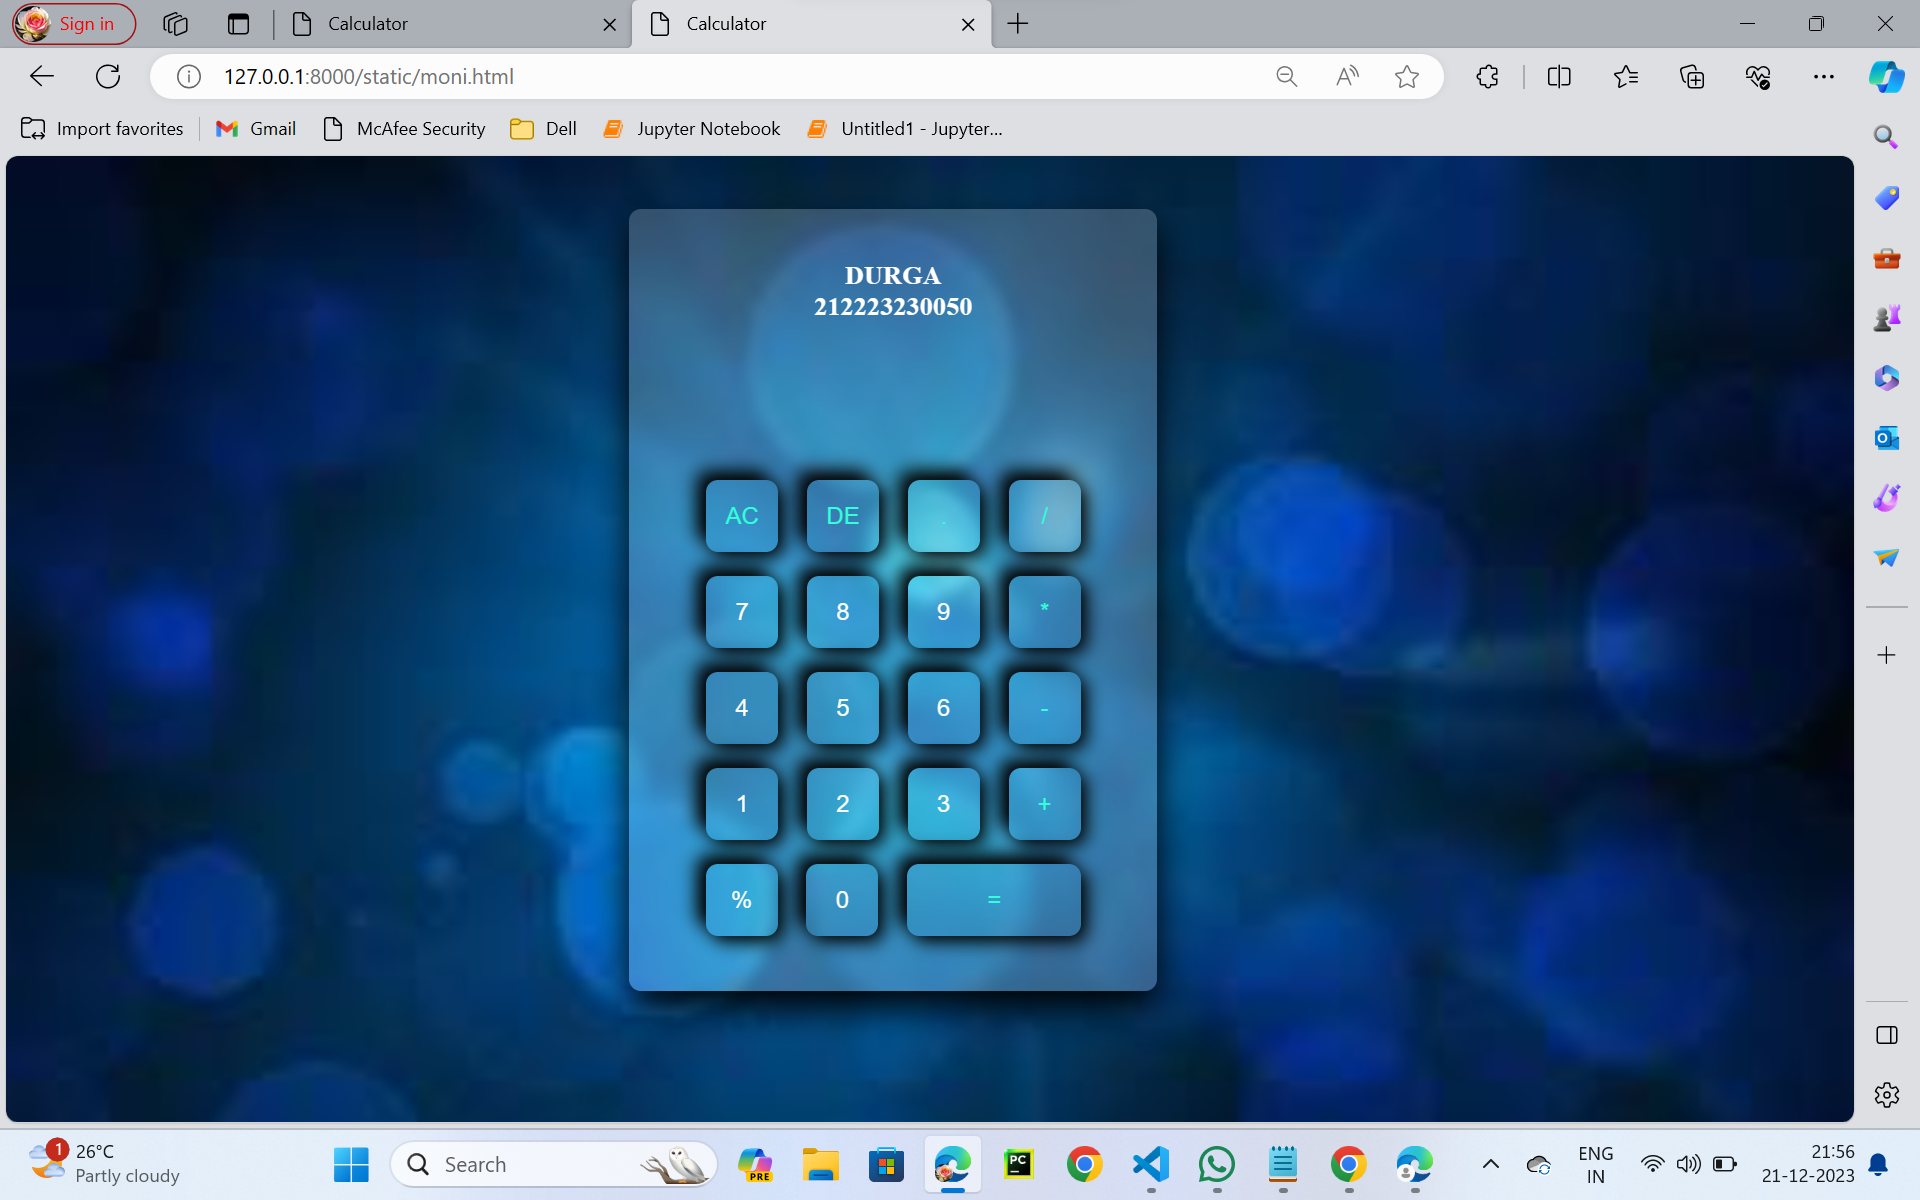 Sign in
Calculator
Calculator
127.0.0.1:8000/static/moni.html
Import favorites
Gmail
McAfee Security
Dell
Jupyter Notebook
Untitled1 - Jupyter...
DURGA
212223230050
AC DE . /
7 8 9 *
4 5 6 -
1 2 3 +
% 0 =
1
26°C
Partly cloudy
Search
PRE
PC
ENG
IN
21:56
21-12-2023